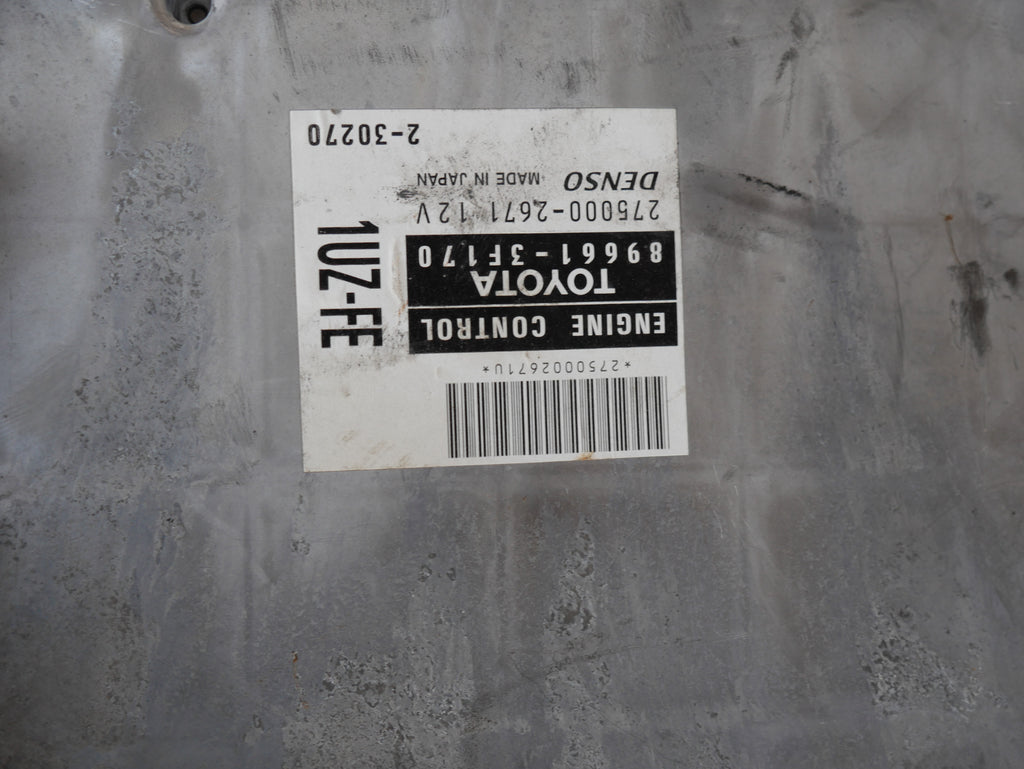 *2750002671U*
ENGINE CONTROL
TOYOTA
89661-3F170
275000-2671 12V
DENSO MADE IN JAPAN
2-30270
1UZ-FE